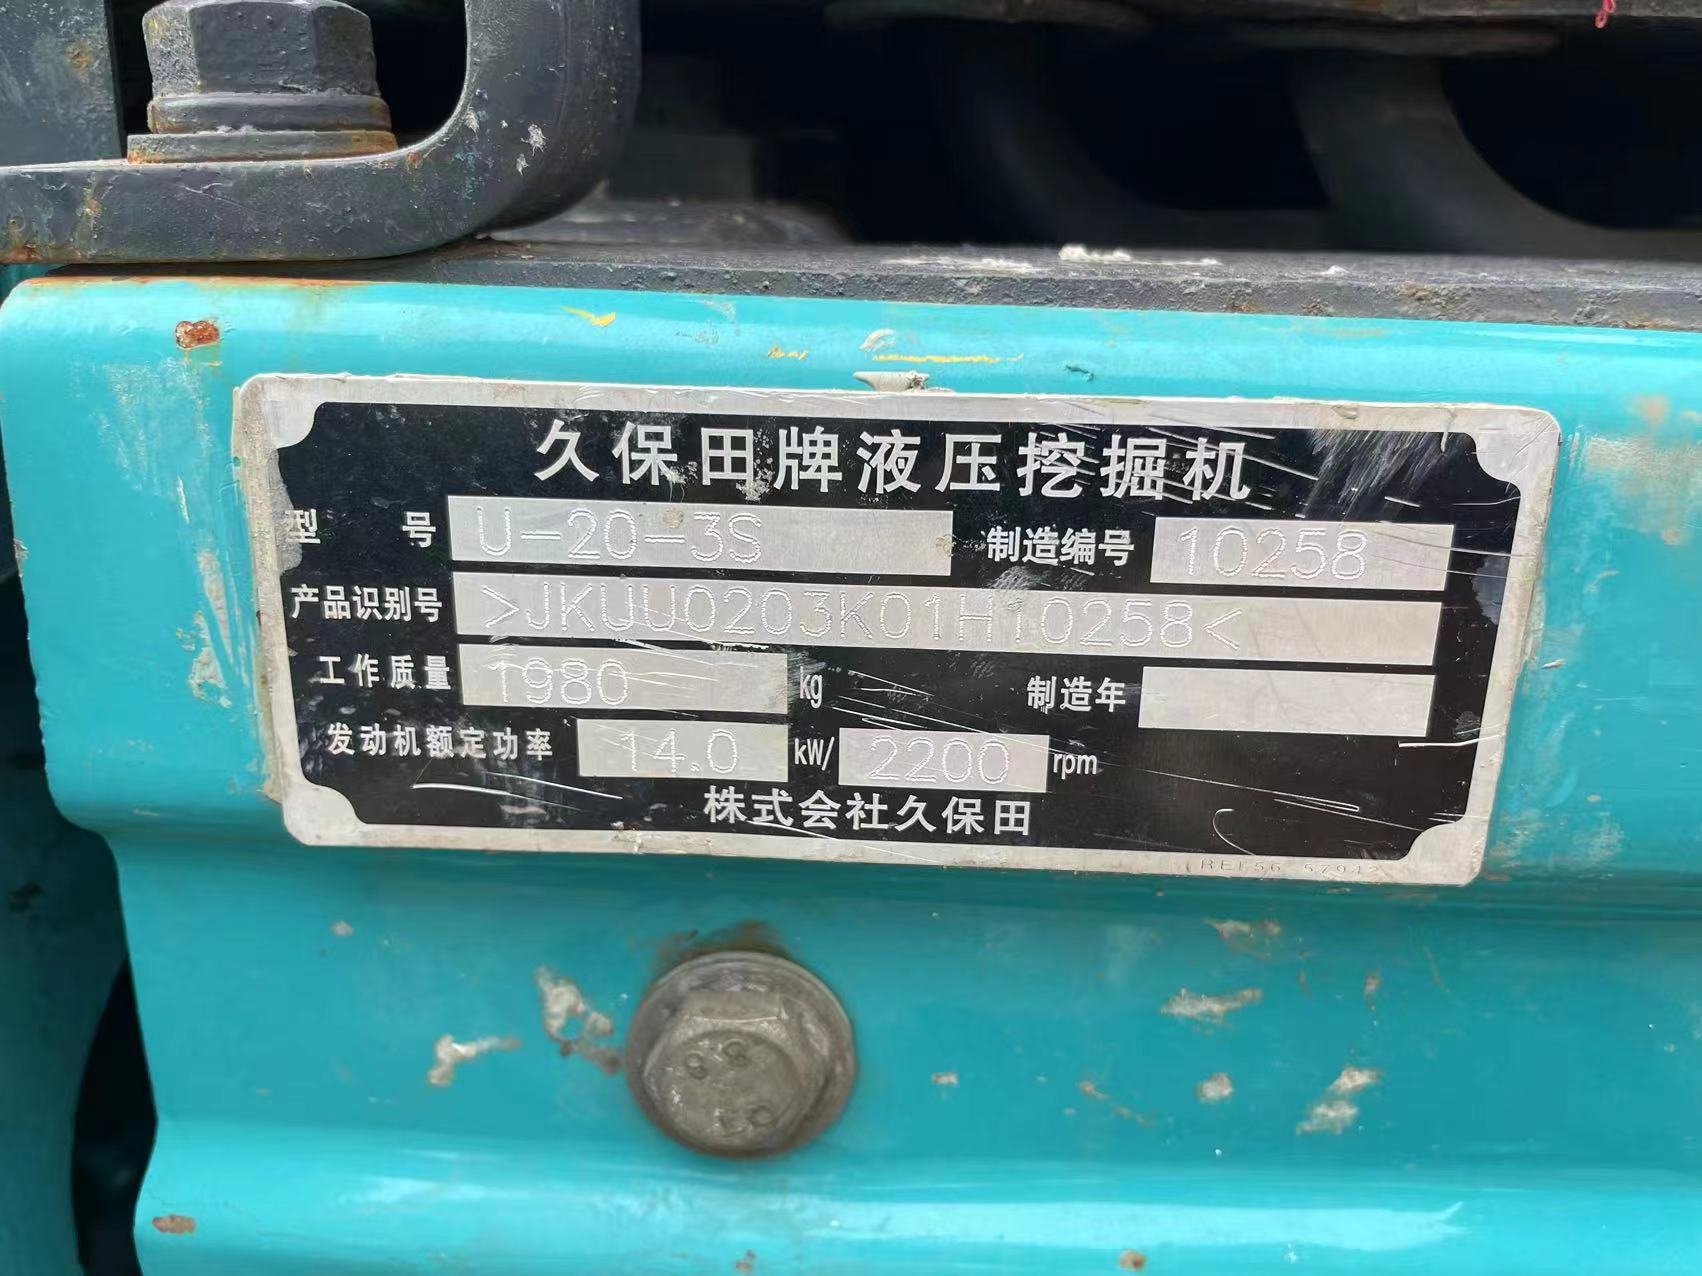 久保田牌液压挖掘机
型号 U-20-3S 制造编号 10258
产品识别号 >JKUU0203K01H10258<
工作质量 1980 kg 制造年
发动机额定功率 14.0 kW/ 2200 rpm
株式会社久保田